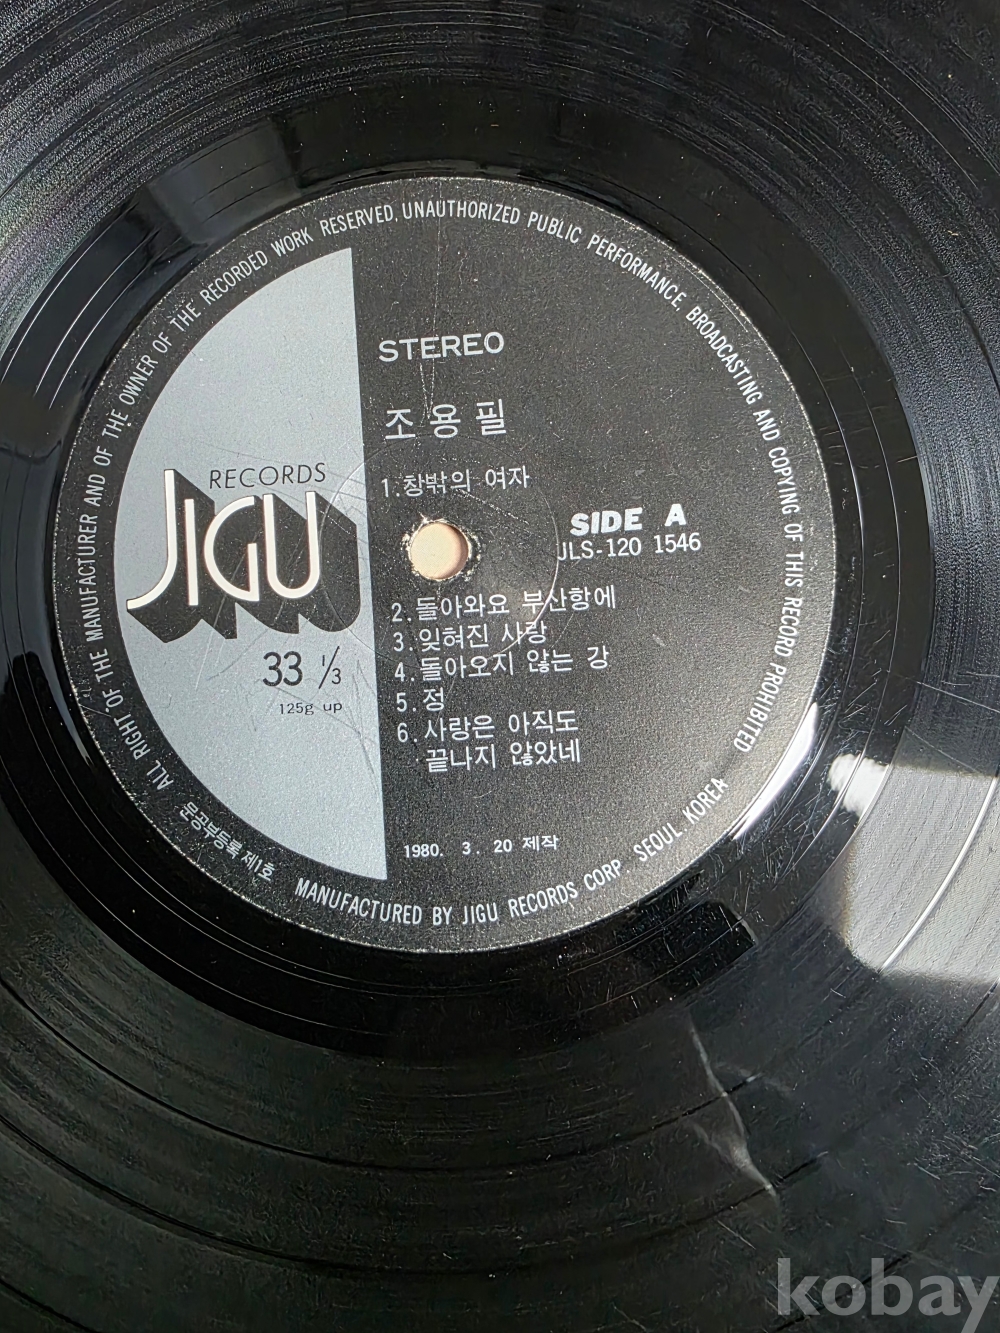 ALL RIGHT OF THE MANUFACTURER AND OF THE OWNER OF THE RECORDED WORK RESERVED. UNAUTHORIZED PUBLIC PERFORMANCE, BROADCASTING AND COPYING OF THIS RECORD PROHIBITED
STEREO
조용필
1.창밖의 여자
RECORDS
JIGU
SIDE A
JLS-120 1546
33 1/3
125g up
2.돌아와요 부산항에
3.잊혀진 사랑
4.돌아오지 않는 강
5.정
6.사랑은 아직도
끝나지 않았네
1980. 3. 20 제작
문공부등록 제1호
MANUFACTURED BY JIGU RECORDS CORP. SEOUL. KOREA
kobay